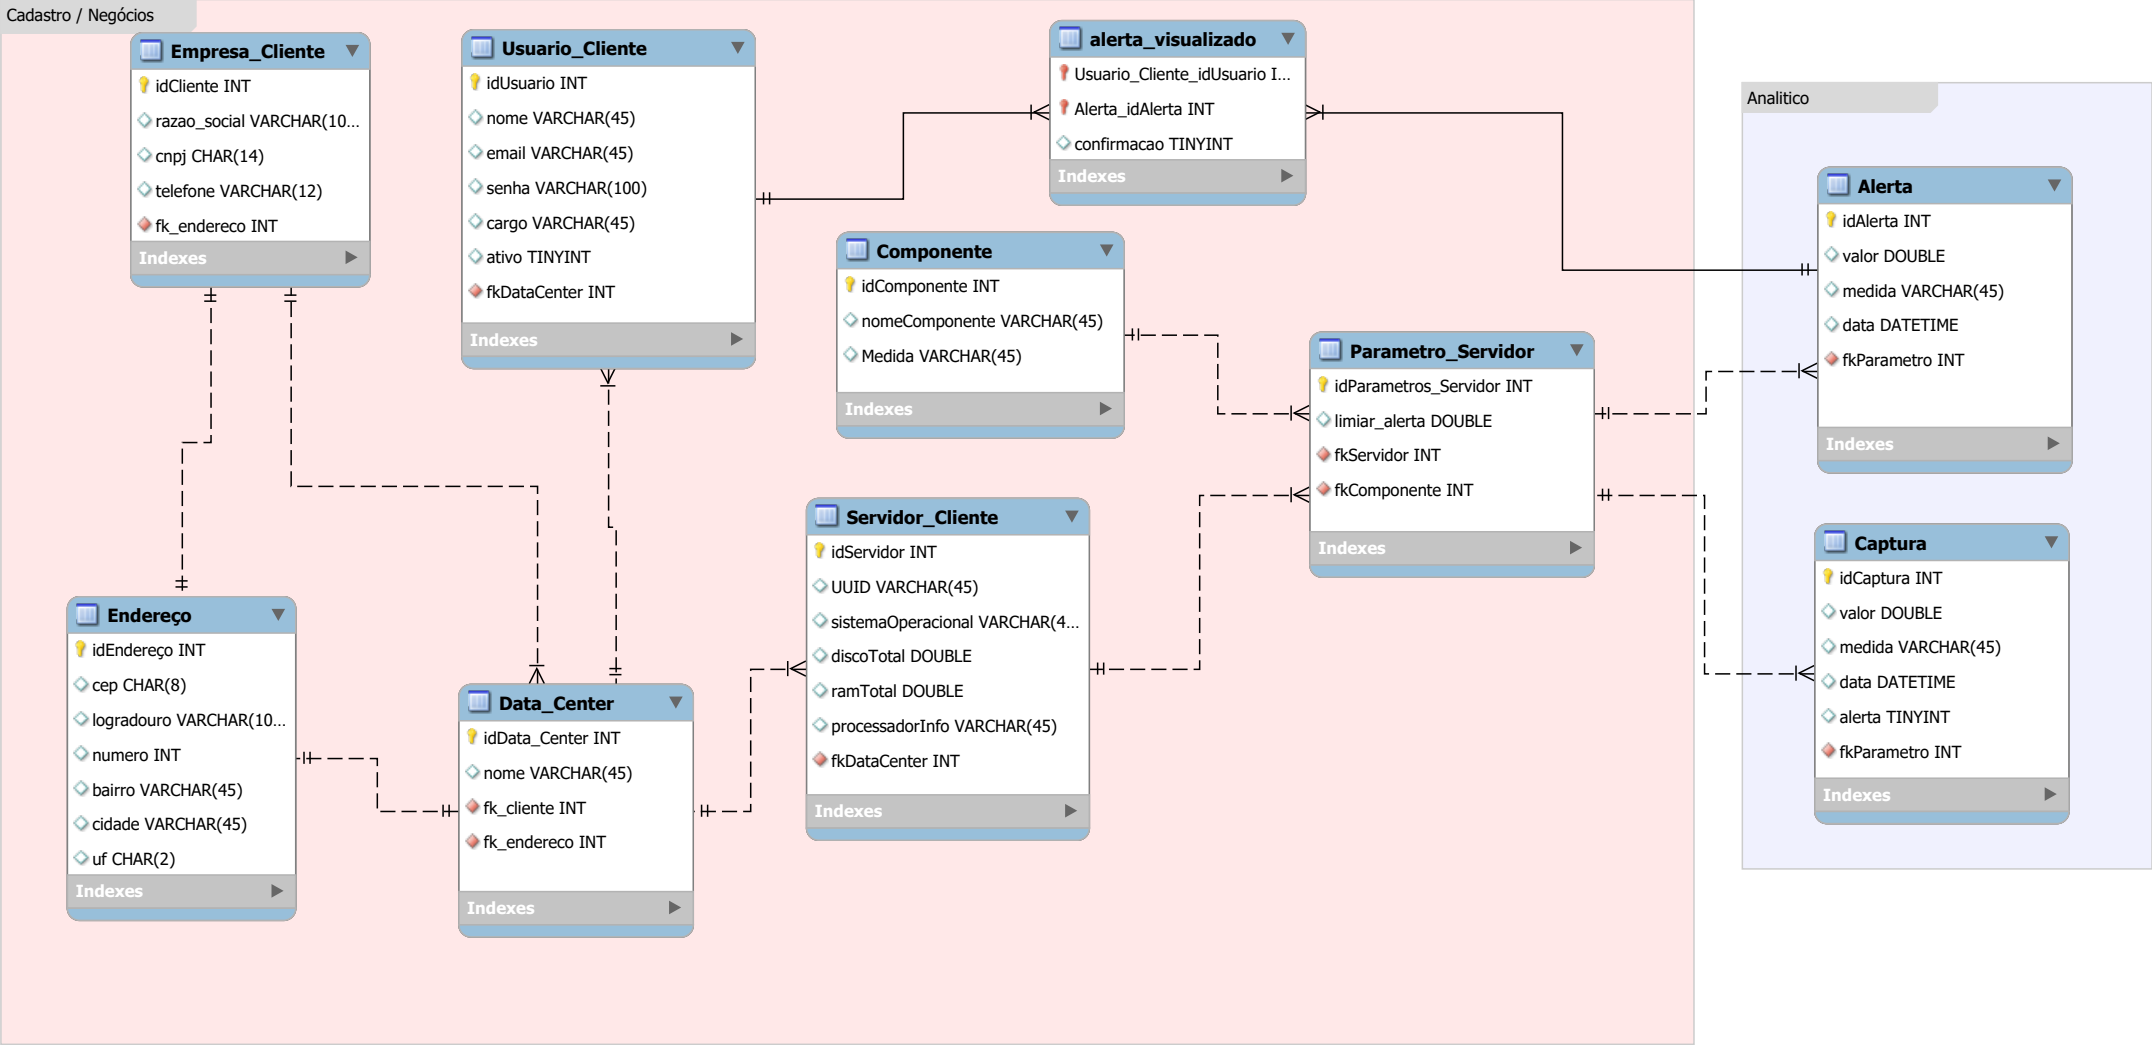 Cadastro / Negócios
Empresa_Cliente
idCliente INT
razao_social VARCHAR(10...
cnpj CHAR(14)
telefone VARCHAR(12)
fk_endereco INT
Indexes
Usuario_Cliente
idUsuario INT
nome VARCHAR(45)
email VARCHAR(45)
senha VARCHAR(100)
cargo VARCHAR(45)
ativo TINYINT
fkDataCenter INT
Indexes
alerta_visualizado
Usuario_Cliente_idUsuario I...
Alerta_idAlerta INT
confirmacao TINYINT
Indexes
Componente
idComponente INT
nomeComponente VARCHAR(45)
Medida VARCHAR(45)
Indexes
Parametro_Servidor
idParametros_Servidor INT
limiar_alerta DOUBLE
fkServidor INT
fkComponente INT
Indexes
Servidor_Cliente
idServidor INT
UUID VARCHAR(45)
sistemaOperacional VARCHAR(4...
discoTotal DOUBLE
ramTotal DOUBLE
processadorInfo VARCHAR(45)
fkDataCenter INT
Indexes
Endereço
idEndereço INT
cep CHAR(8)
logradouro VARCHAR(10...
numero INT
bairro VARCHAR(45)
cidade VARCHAR(45)
uf CHAR(2)
Indexes
Data_Center
idData_Center INT
nome VARCHAR(45)
fk_cliente INT
fk_endereco INT
Indexes
Analitico
Alerta
idAlerta INT
valor DOUBLE
medida VARCHAR(45)
data DATETIME
fkParametro INT
Indexes
Captura
idCaptura INT
valor DOUBLE
medida VARCHAR(45)
data DATETIME
alerta TINYINT
fkParametro INT
Indexes